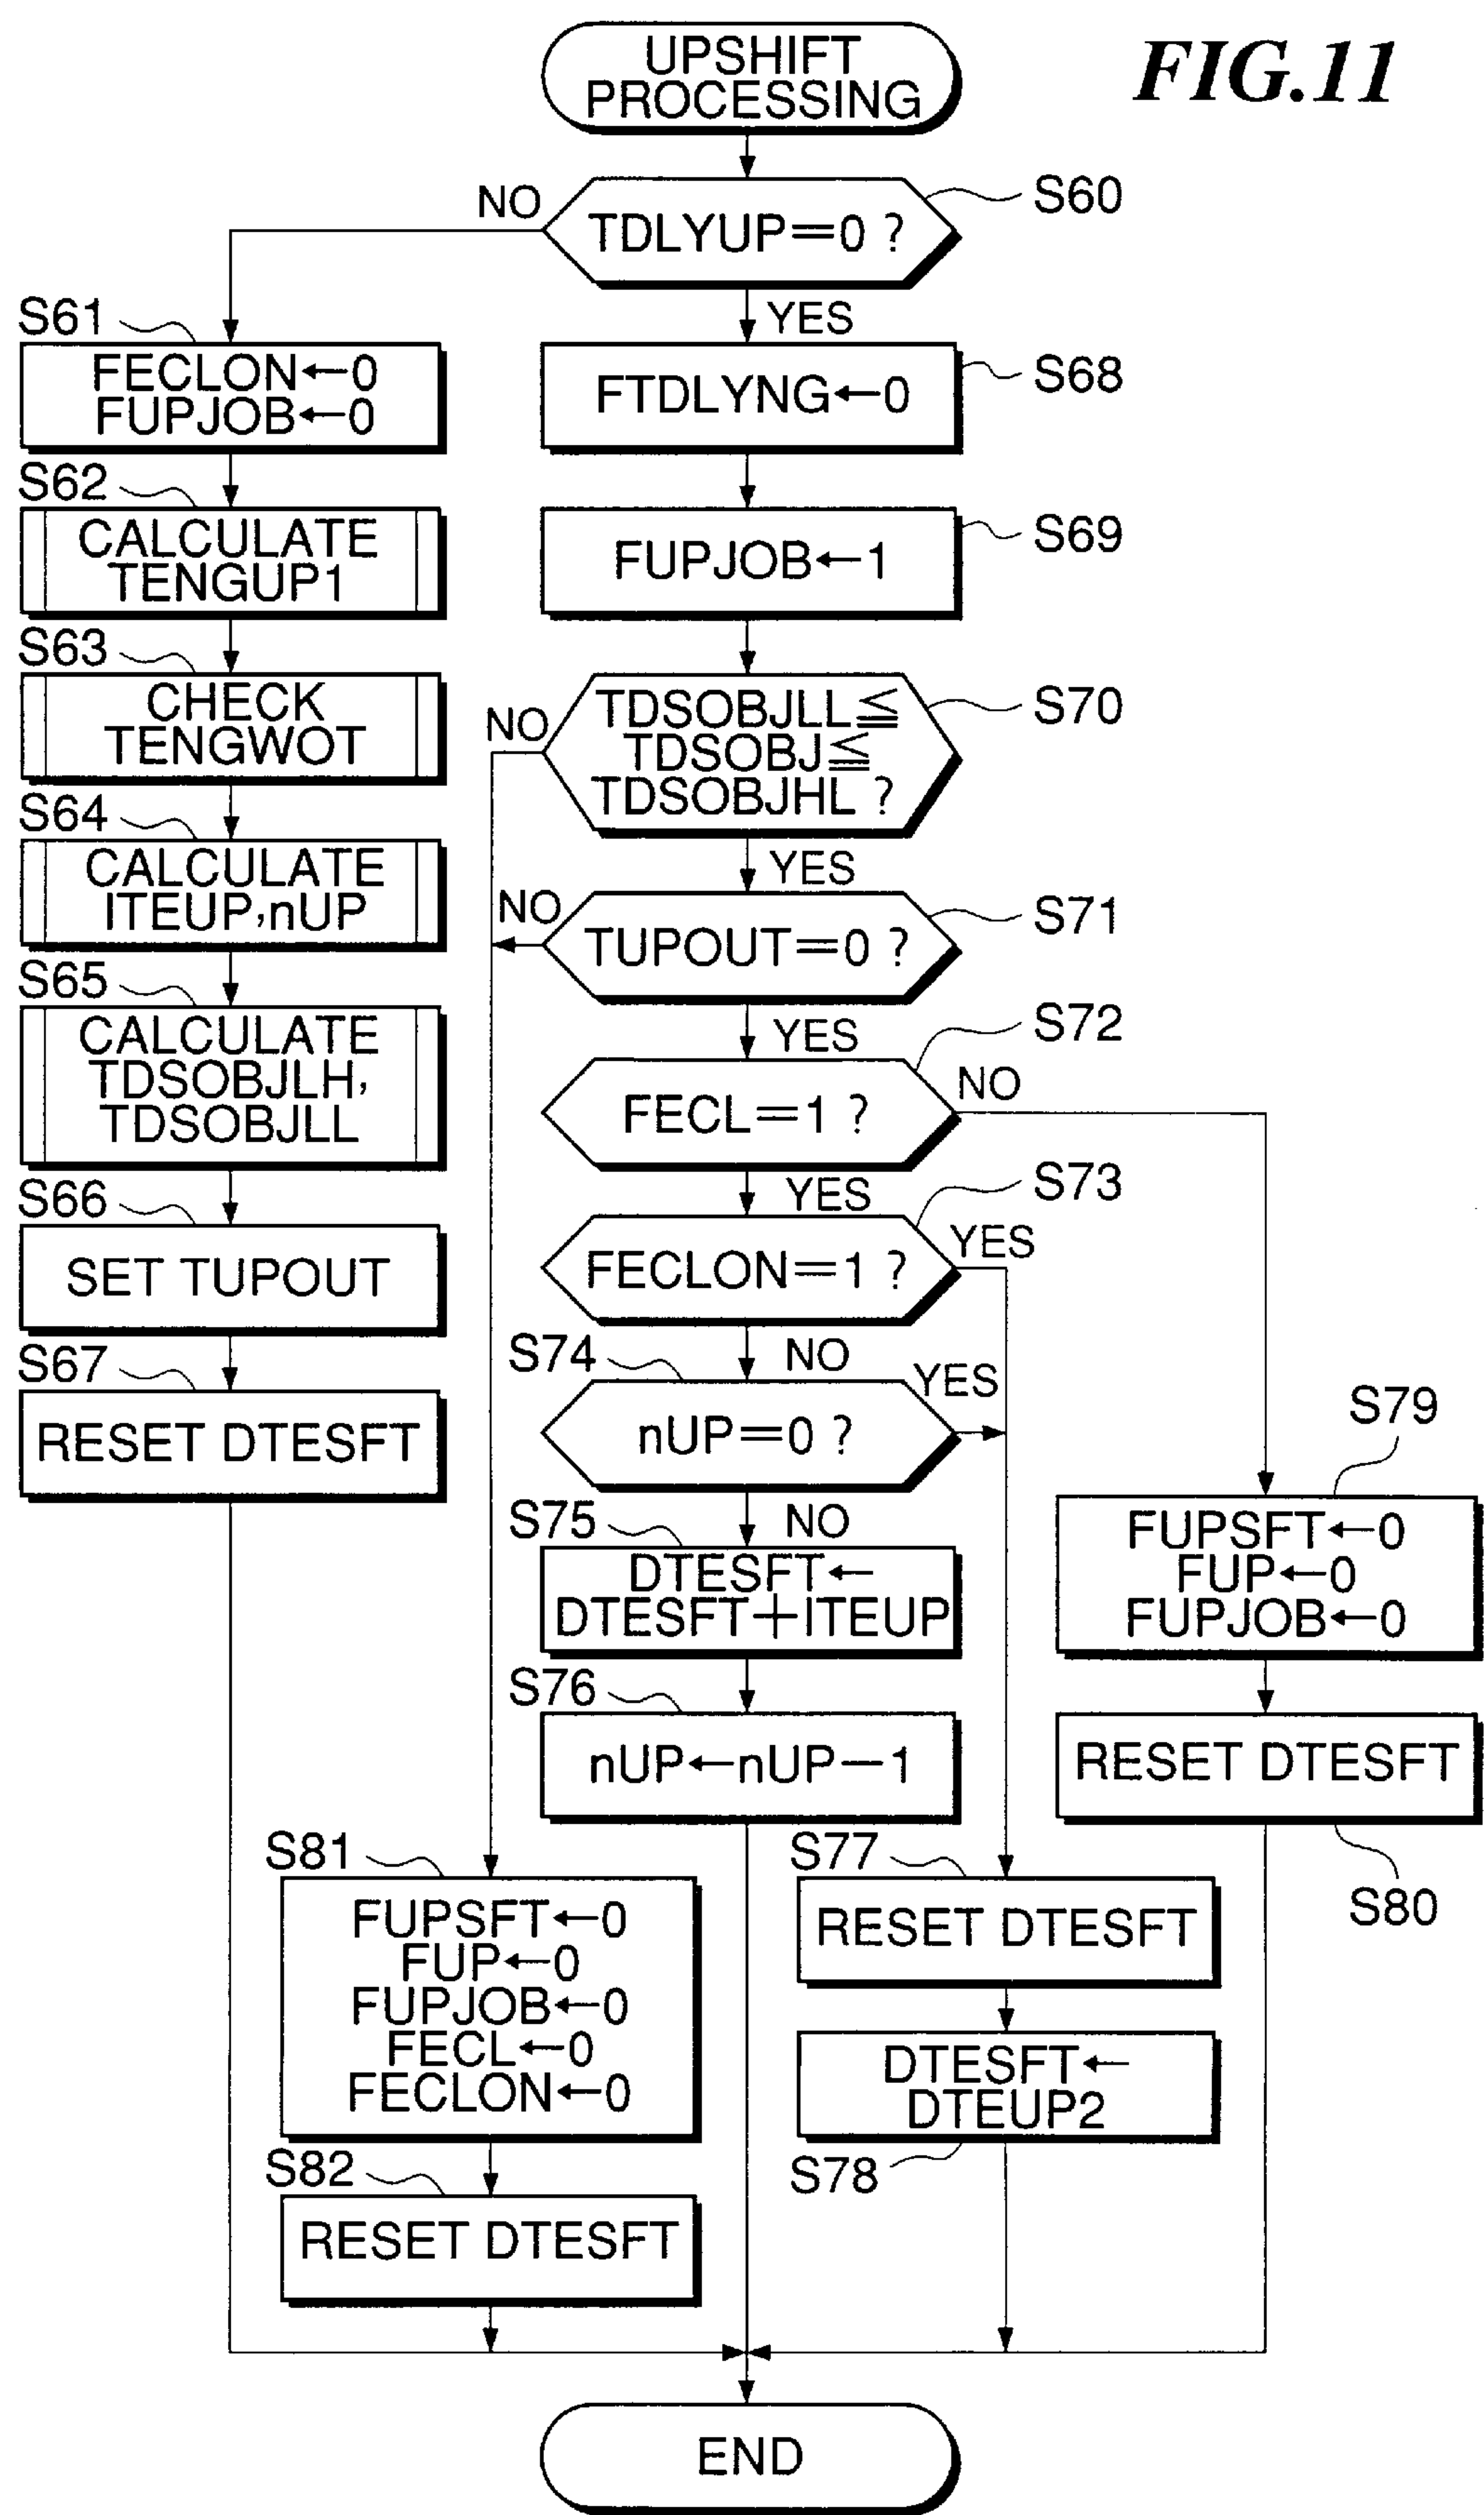 FIG.11
UPSHIFT
PROCESSING
S60
TDLYUP=0 ?
NO
YES
S61
FECLON←0
FUPJOB←0
S62
CALCULATE
TENGUP1
S63
CHECK
TENGWOT
S64
CALCULATE
ITEUP,nUP
S65
CALCULATE
TDSOBJLH,
TDSOBJLL
S66
SET TUPOUT
S67
RESET DTESFT
S68
FTDLYNG←0
S69
FUPJOB←1
S70
TDSOBJLL≦
TDSOBJ≦
TDSOBJHL ?
NO
YES
S71
TUPOUT=0 ?
NO
YES
S72
FECL=1 ?
NO
YES
S73
FECLON=1 ?
YES
NO
S74
nUP=0 ?
YES
NO
S75
DTESFT←
DTESFT+ITEUP
S76
nUP←nUP−1
S77
RESET DTESFT
DTESFT←
DTEUP2
S78
S79
FUPSFT←0
FUP←0
FUPJOB←0
RESET DTESFT
S80
S81
FUPSFT←0
FUP←0
FUPJOB←0
FECL←0
FECLON←0
S82
RESET DTESFT
END